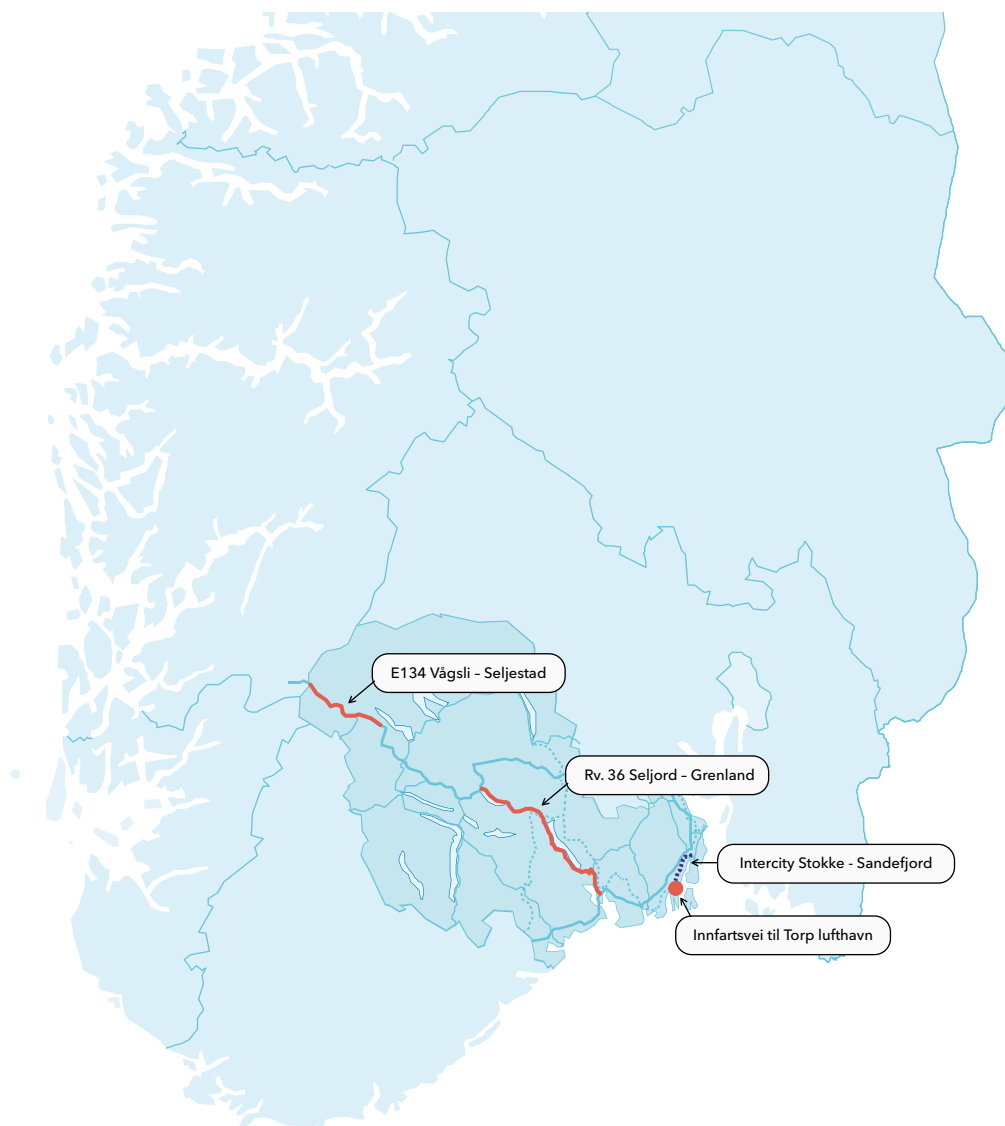 E134 Vågsli – Seljestad
Rv. 36 Seljord – Grenland
Intercity Stokke - Sandefjord
Innfartsvei til Torp lufthavn